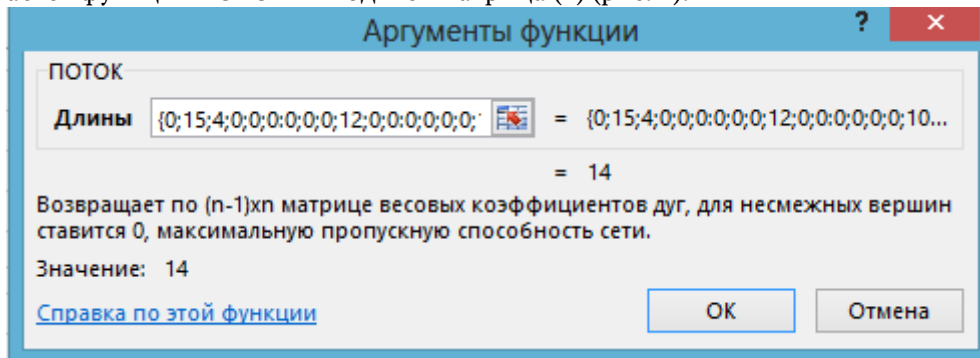 Аргументы функции ? ×
ПОТОК
Длины {0;15;4;0;0;0:0;0;0;12;0;0:0;0;0;0; = {0;15;4;0;0;0:0;0;0;12;0;0:0;0;0;0;10...
= 14
Возвращает по (n-1)xn матрице весовых коэффициентов дуг, для несмежных вершин
ставится 0, максимальную пропускную способность сети.
Значение: 14
Справка по этой функции ОК Отмена